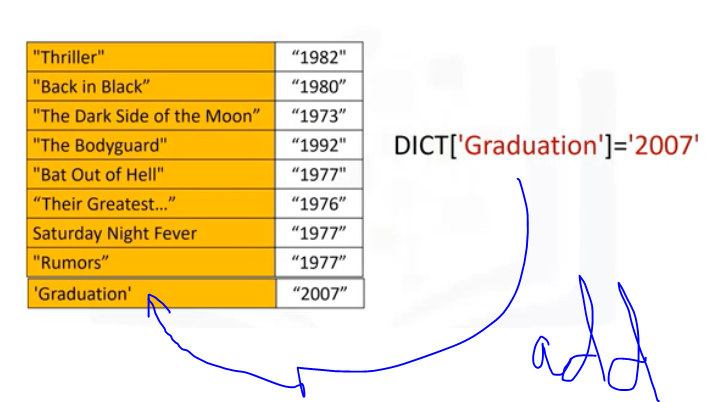 "Thriller" “1982"
"Back in Black” “1980”
"The Dark Side of the Moon” “1973”
"The Bodyguard" “1992"
"Bat Out of Hell" “1977"
“Their Greatest…” “1976”
Saturday Night Fever “1977”
"Rumors” “1977”
'Graduation' “2007”
DICT['Graduation']='2007'
add